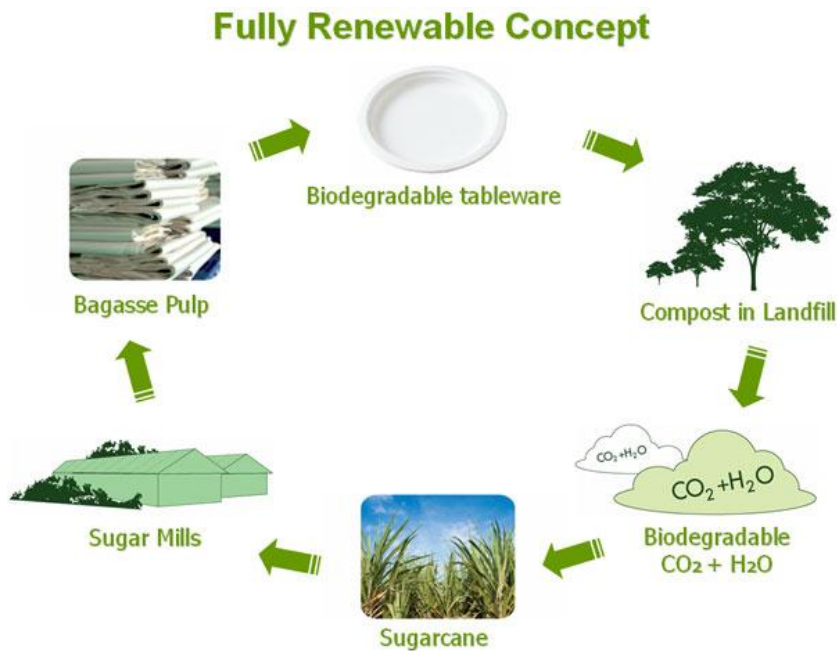 Fully Renewable Concept
Biodegradable tableware
Compost in Landfill
CO₂+H₂O
CO₂+H₂O
Biodegradable
CO₂ + H₂O
Sugarcane
Sugar Mills
Bagasse Pulp